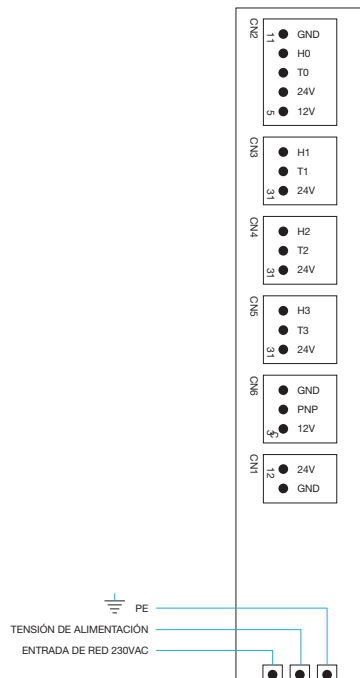 CN2
11
GND
H0
T0
24V
5
12V
CN3
H1
T1
31
24V
CN4
H2
T2
31
24V
CN5
H3
T3
31
24V
CN6
GND
PNP
12V
CN1
12
24V
GND
PE
TENSIÓN DE ALIMENTACIÓN
ENTRADA DE RED 230VAC